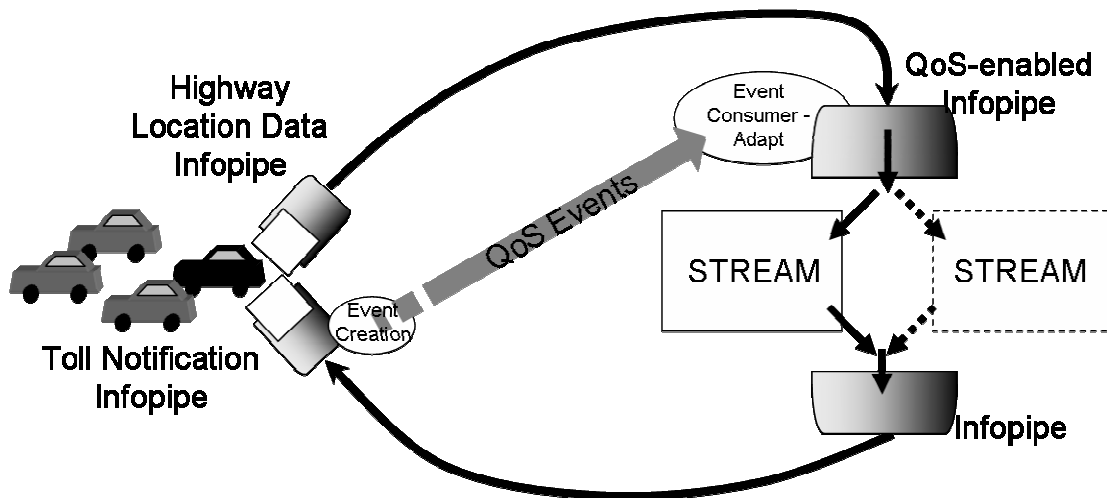 Highway
Location Data
Infopipe
Toll Notification
Infopipe
Event
Creation
QoS Events
Event
Consumer -
Adapt
QoS-enabled
Infopipe
STREAM
STREAM
Infopipe